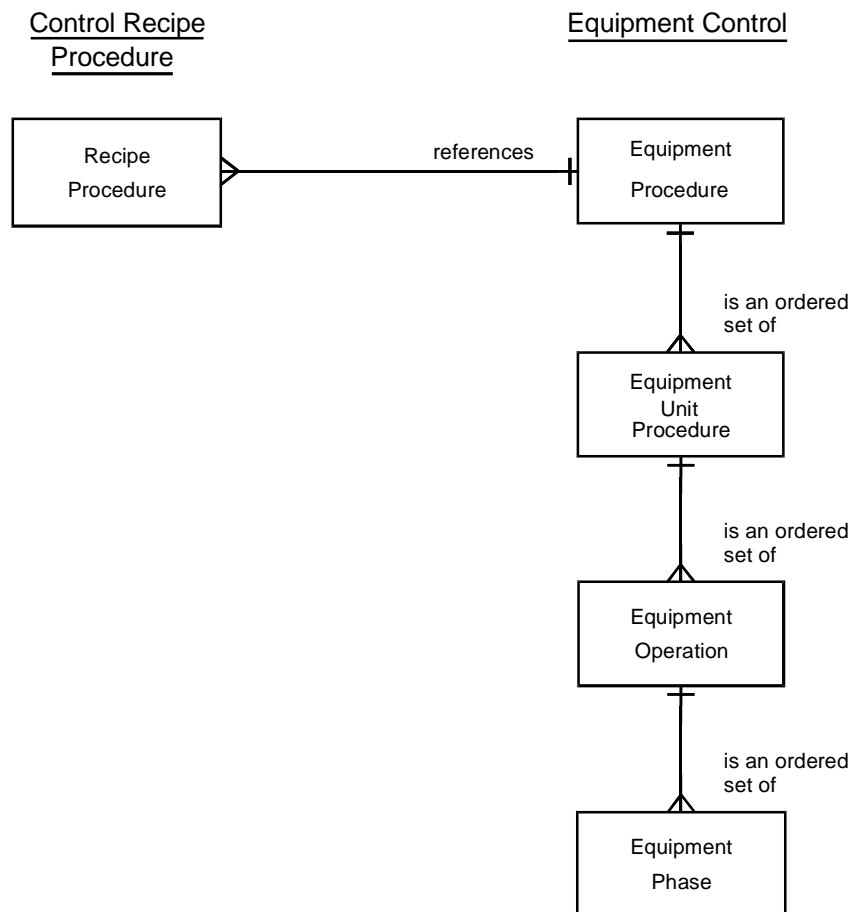 Control Recipe
Procedure
Equipment Control
Recipe
Procedure
references
Equipment
Procedure
is an ordered
set of
Equipment
Unit
Procedure
is an ordered
set of
Equipment
Operation
is an ordered
set of
Equipment
Phase